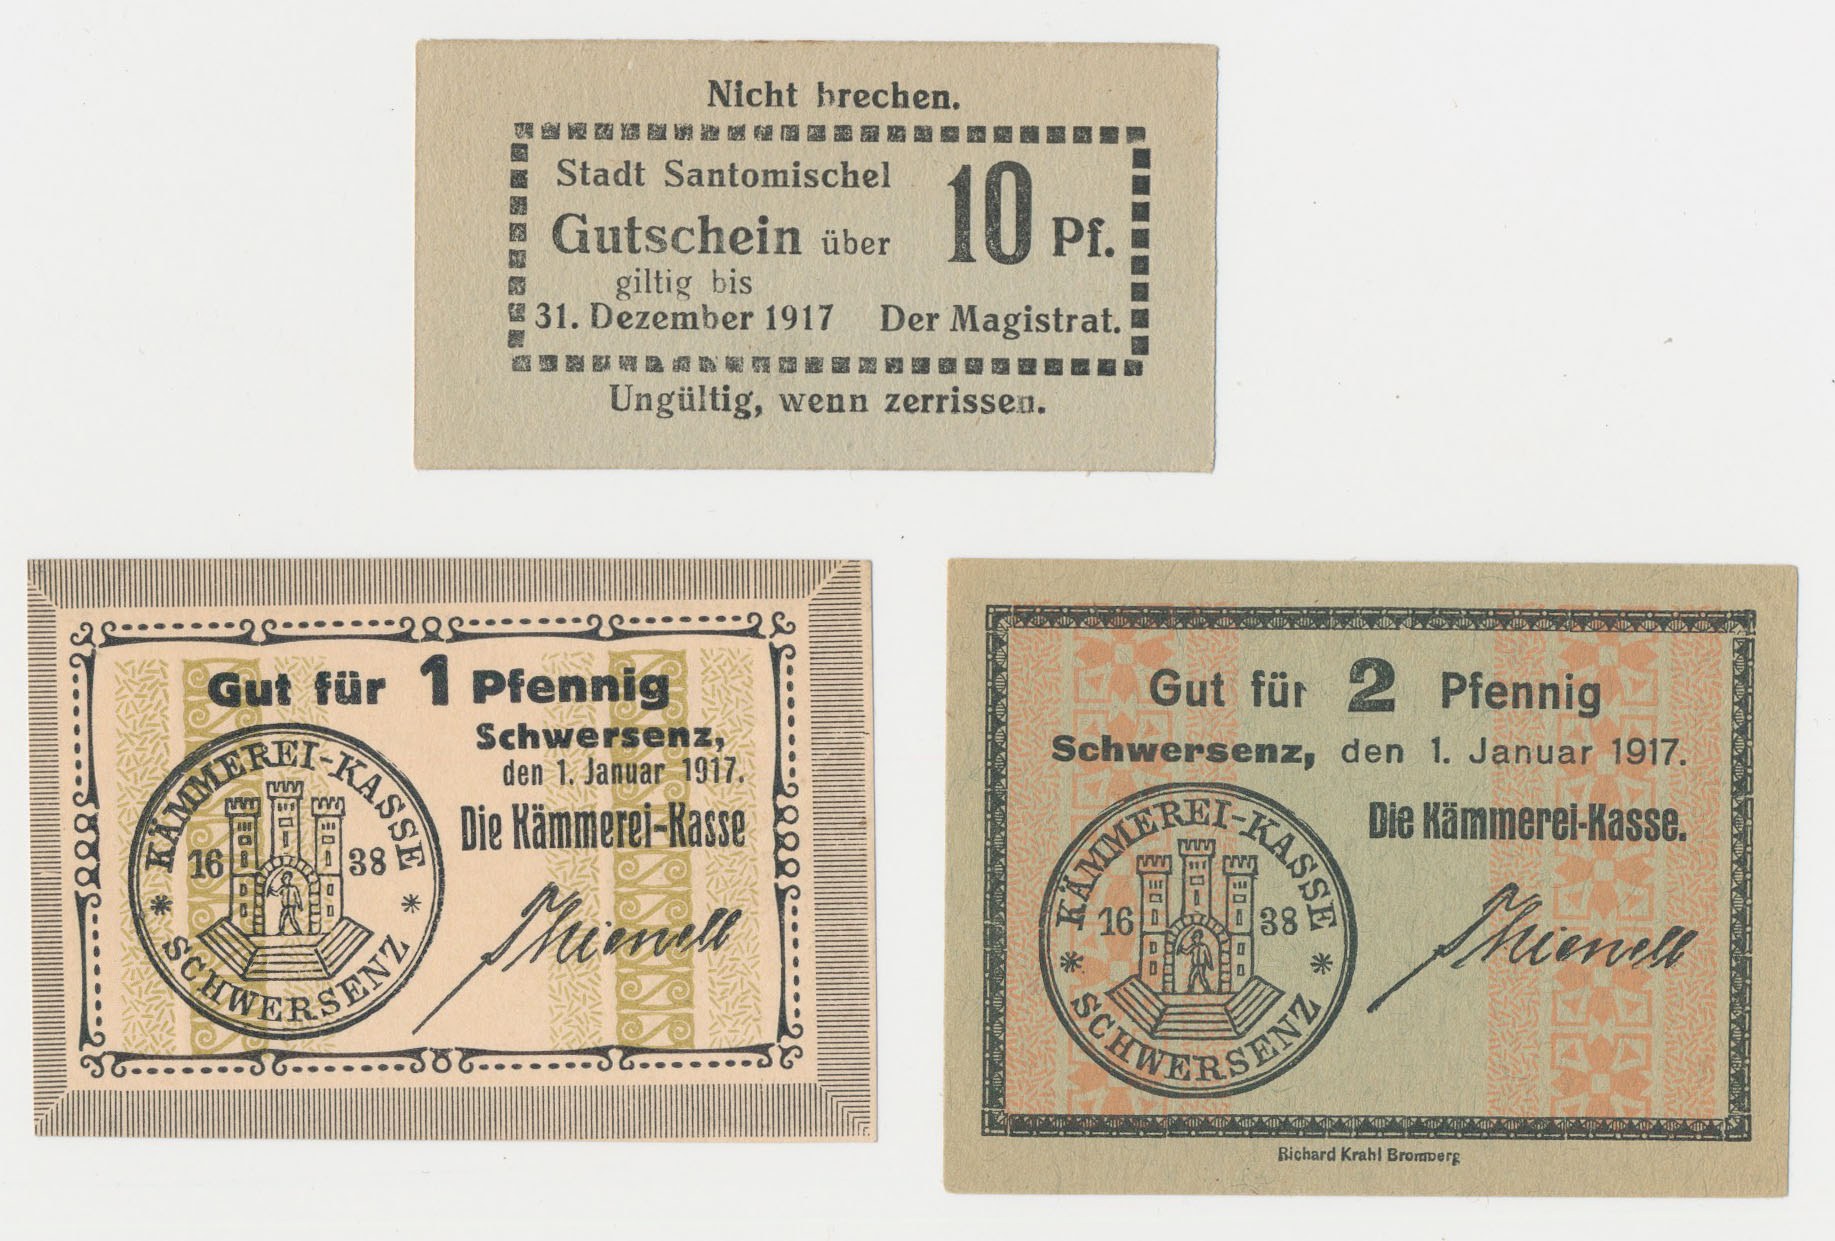 Nicht brechen.
Stadt Santomischel
Gutschein über 10 Pf.
giltig bis
31. Dezember 1917 Der Magistrat.
Ungültig, wenn zerrissen.
Gut für 1 Pfennig
Schwersenz,
den 1. Januar 1917.
Die Kämmerei-Kasse
KÄMMEREI-KASSE
16 38
* SCHWERSENZ *
Gut für 2 Pfennig
Schwersenz, den 1. Januar 1917.
Die Kämmerei-Kasse.
KÄMMEREI-KASSE
16 38
* SCHWERSENZ *
Richard Krahl Bromberg